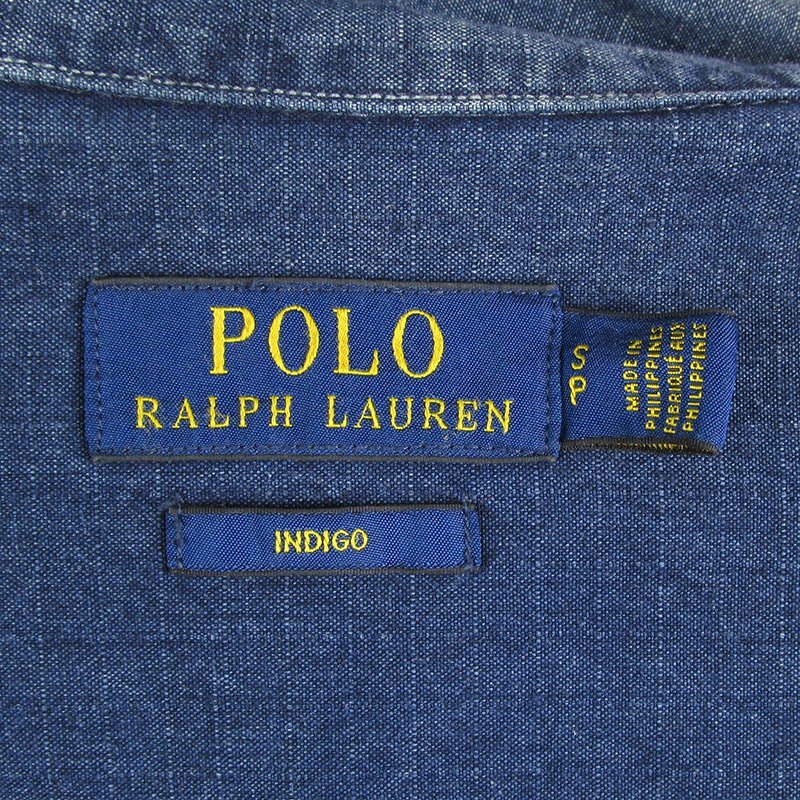 POLO
RALPH LAUREN
S
P
MADE IN
PHILIPPINES
FABRIQUÉ AUX
PHILIPPINES
INDIGO